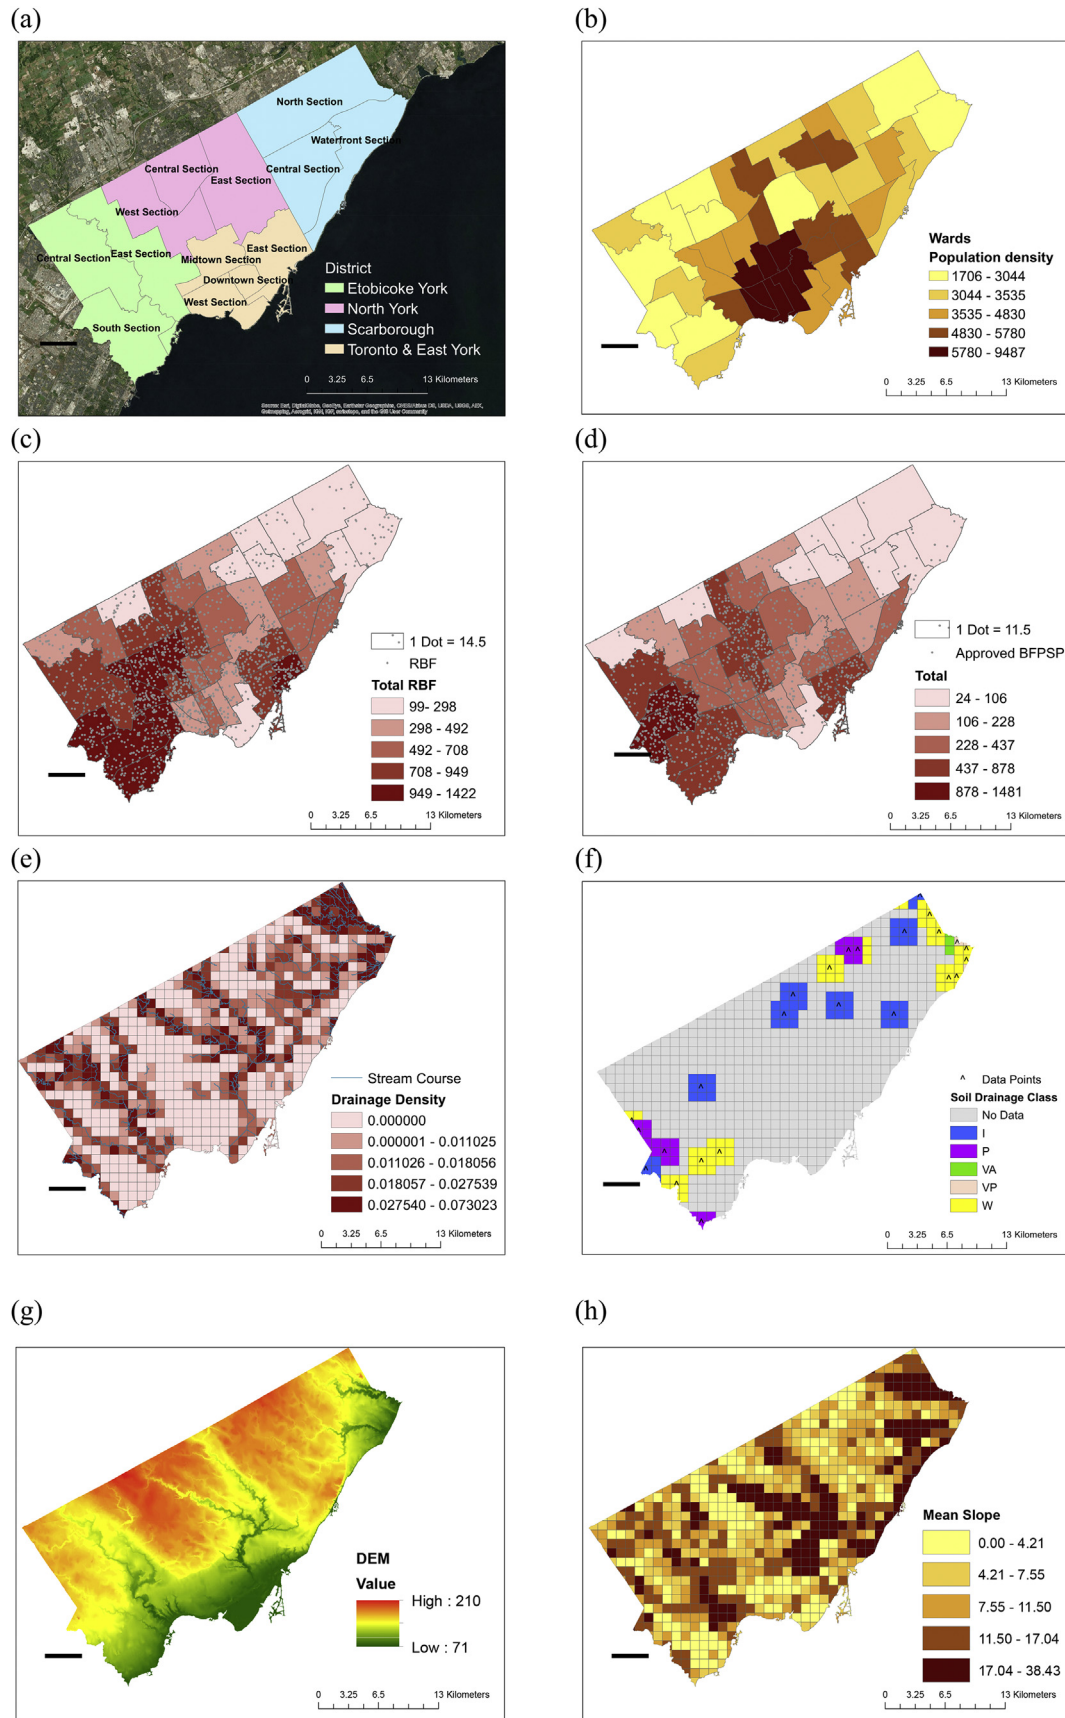 (a)
North Section
Waterfront Section
Central Section
Central Section
East Section
West Section
East Section
Central Section
East Section
Midtown Section
Downtown Section
West Section
South Section
District
Etobicoke York
North York
Scarborough
Toronto & East York
0 3.25 6.5 13 Kilometers
(b)
Wards
Population density
1706 - 3044
3044 - 3535
3535 - 4830
4830 - 5780
5780 - 9487
0 3.25 6.5 13 Kilometers
(c)
1 Dot = 14.5
RBF
Total RBF
99- 298
298 - 492
492 - 708
708 - 949
949 - 1422
0 3.25 6.5 13 Kilometers
(d)
1 Dot = 11.5
Approved BFPSP
Total
24 - 106
106 - 228
228 - 437
437 - 878
878 - 1481
0 3.25 6.5 13 Kilometers
(e)
Stream Course
Drainage Density
0.000000
0.000001 - 0.011025
0.011026 - 0.018056
0.018057 - 0.027539
0.027540 - 0.073023
0 3.25 6.5 13 Kilometers
(f)
^ Data Points
Soil Drainage Class
No Data
I
P
VA
VP
W
0 3.25 6.5 13 Kilometers
(g)
DEM
Value
High : 210
Low : 71
0 3.25 6.5 13 Kilometers
(h)
Mean Slope
0.00 - 4.21
4.21 - 7.55
7.55 - 11.50
11.50 - 17.04
17.04 - 38.43
0 3.25 6.5 13 Kilometers